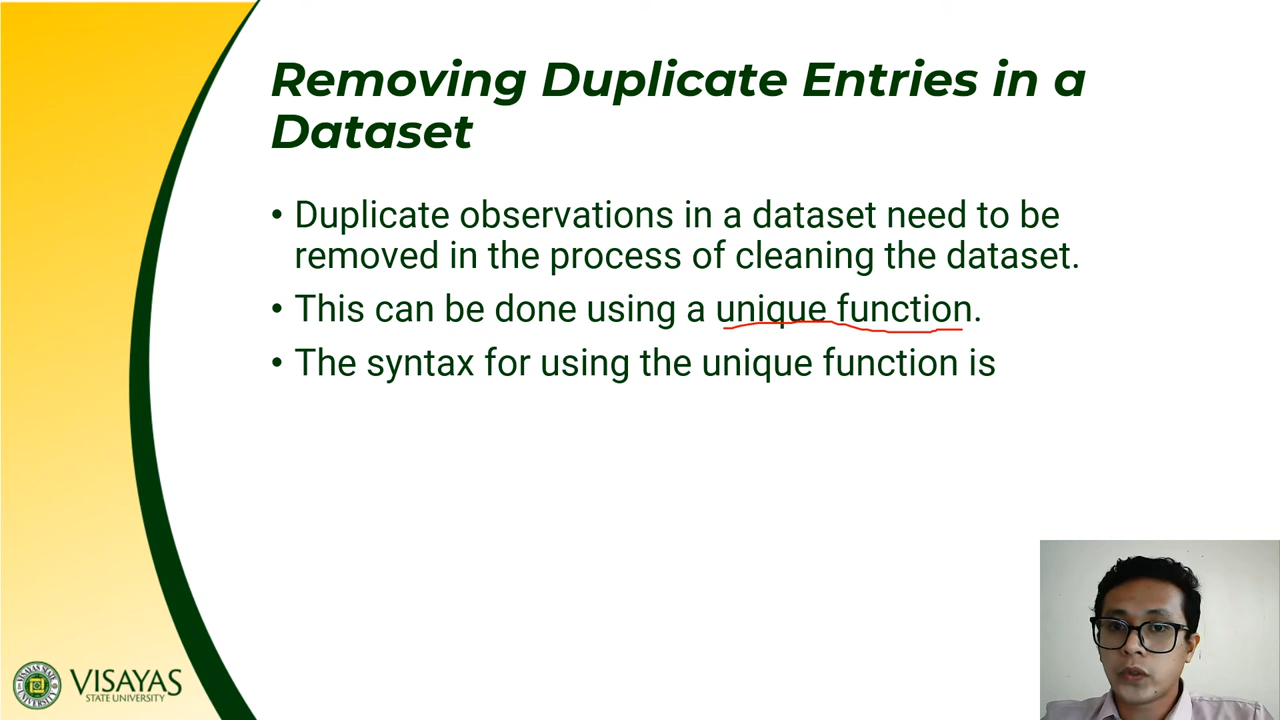 Removing Duplicate Entries in a
Dataset
• Duplicate observations in a dataset need to be
removed in the process of cleaning the dataset.
• This can be done using a unique function.
• The syntax for using the unique function is
VISAYAS
STATE UNIVERSITY